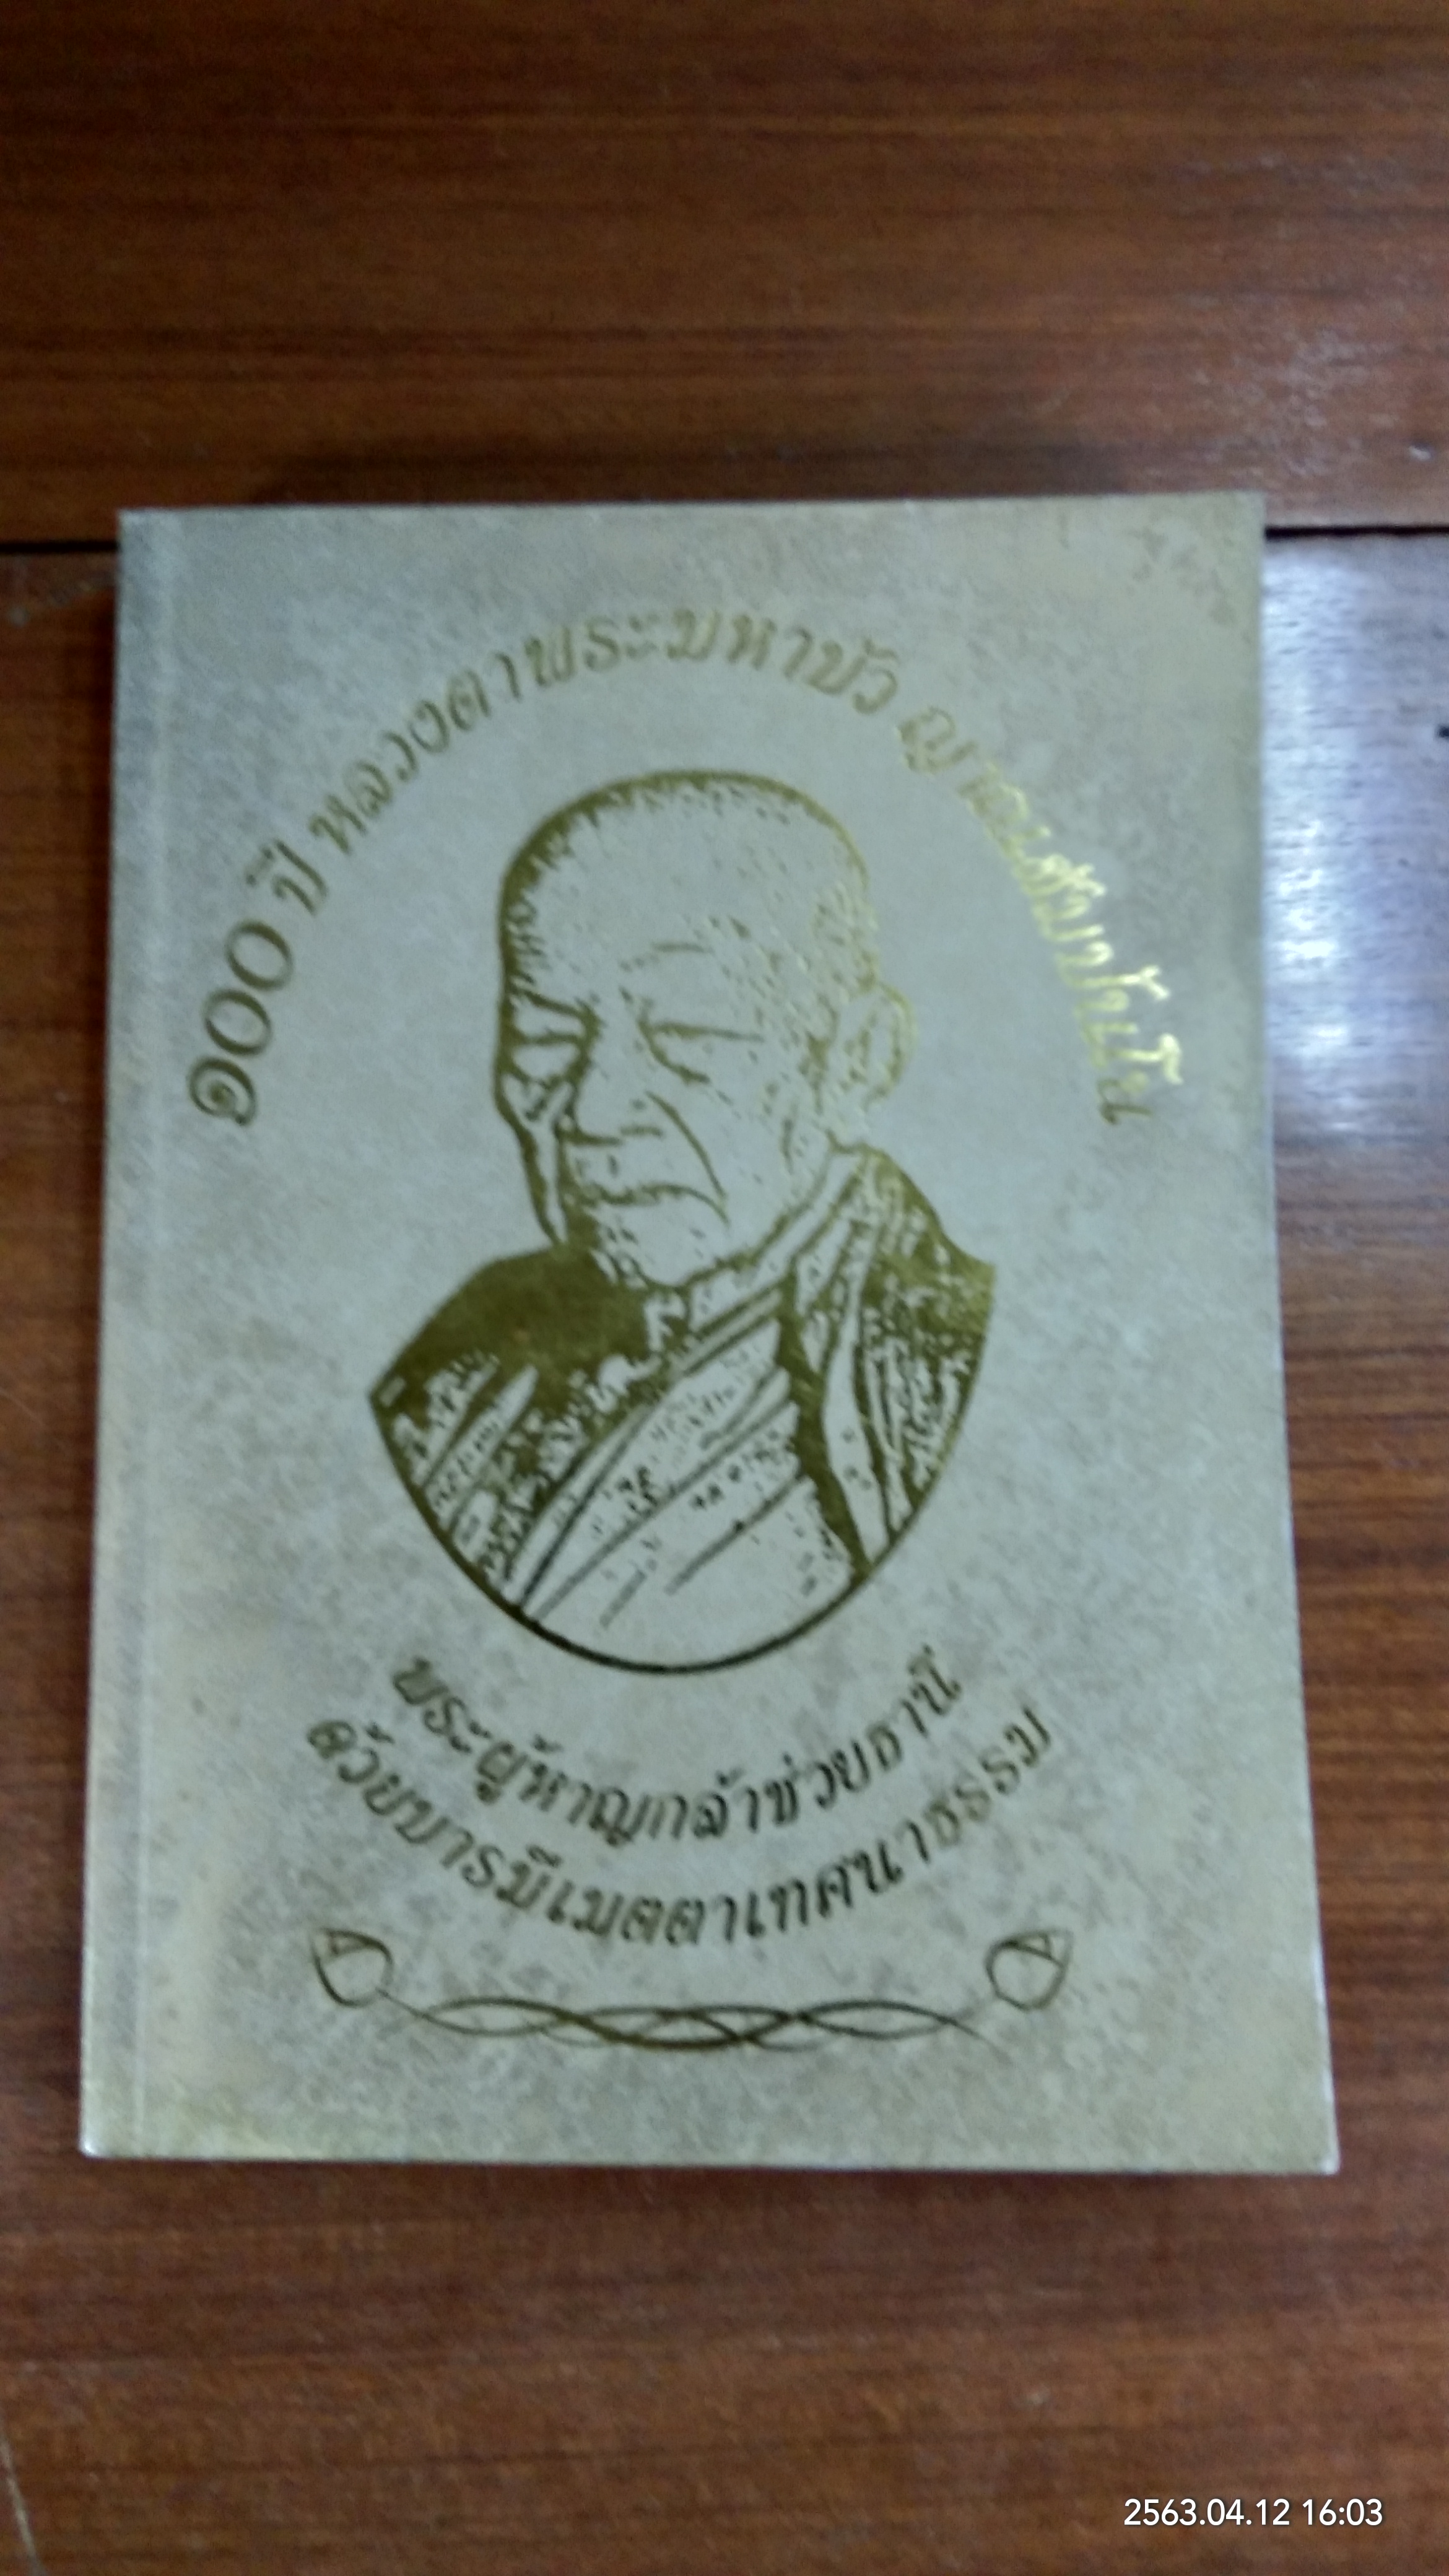 ๑๐๐ ปี หลวงตาพระมหาบัว ญาณสัมปันโน
พระผู้หาญกล้าช่วยธานี
ด้วยบารมีเมตตาเทศนาธรรม
2563.04.12 16:03